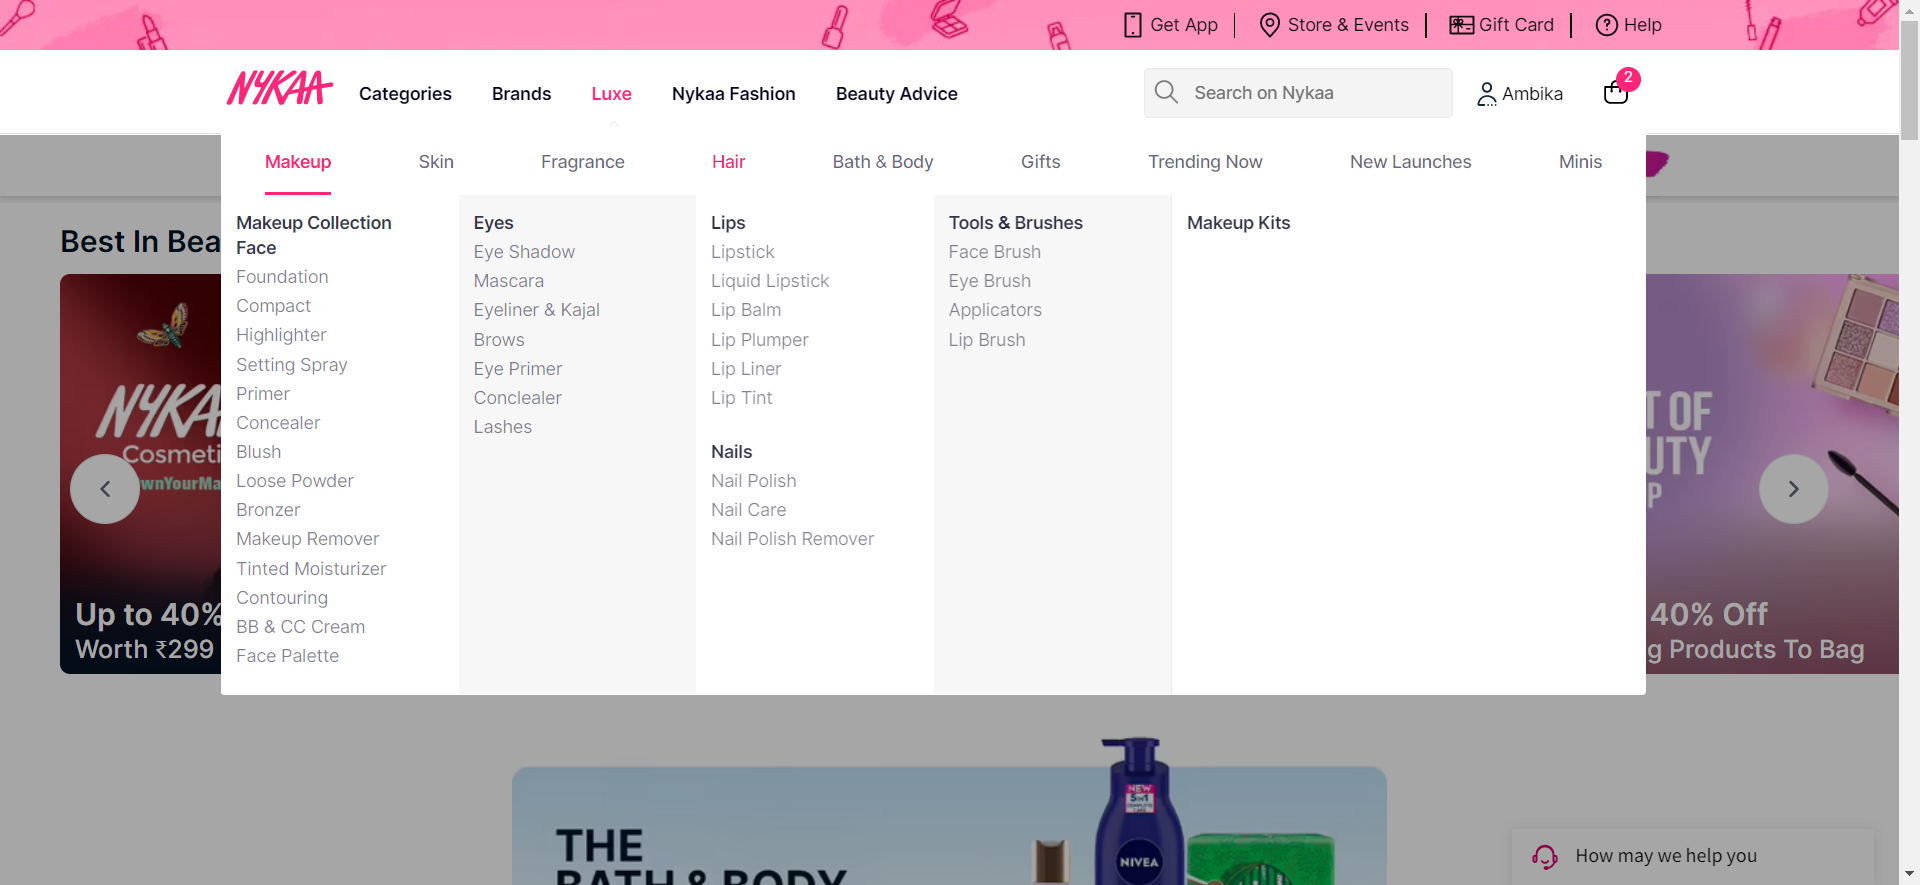 Get App
Store & Events
Gift Card
Help
NYKAA
Categories
Brands
Luxe
Nykaa Fashion
Beauty Advice
Search on Nykaa
Ambika
2
Makeup
Skin
Fragrance
Hair
Bath & Body
Gifts
Trending Now
New Launches
Minis
Makeup Collection
Face
Foundation
Compact
Highlighter
Setting Spray
Primer
Concealer
Blush
Loose Powder
Bronzer
Makeup Remover
Tinted Moisturizer
Contouring
BB & CC Cream
Face Palette
Eyes
Eye Shadow
Mascara
Eyeliner & Kajal
Brows
Eye Primer
Conclealer
Lashes
Lips
Lipstick
Liquid Lipstick
Lip Balm
Lip Plumper
Lip Liner
Lip Tint
Nails
Nail Polish
Nail Care
Nail Polish Remover
Tools & Brushes
Face Brush
Eye Brush
Applicators
Lip Brush
Makeup Kits
Best In Bea
NYKA
Cosmeti
wnYourMa
Up to 40%
Worth ₹299
T OF
UTY
P
40% Off
g Products To Bag
THE
BATH & BODY
NEW
5IN1
COMPLETE
CARE
NIVEA
How may we help you